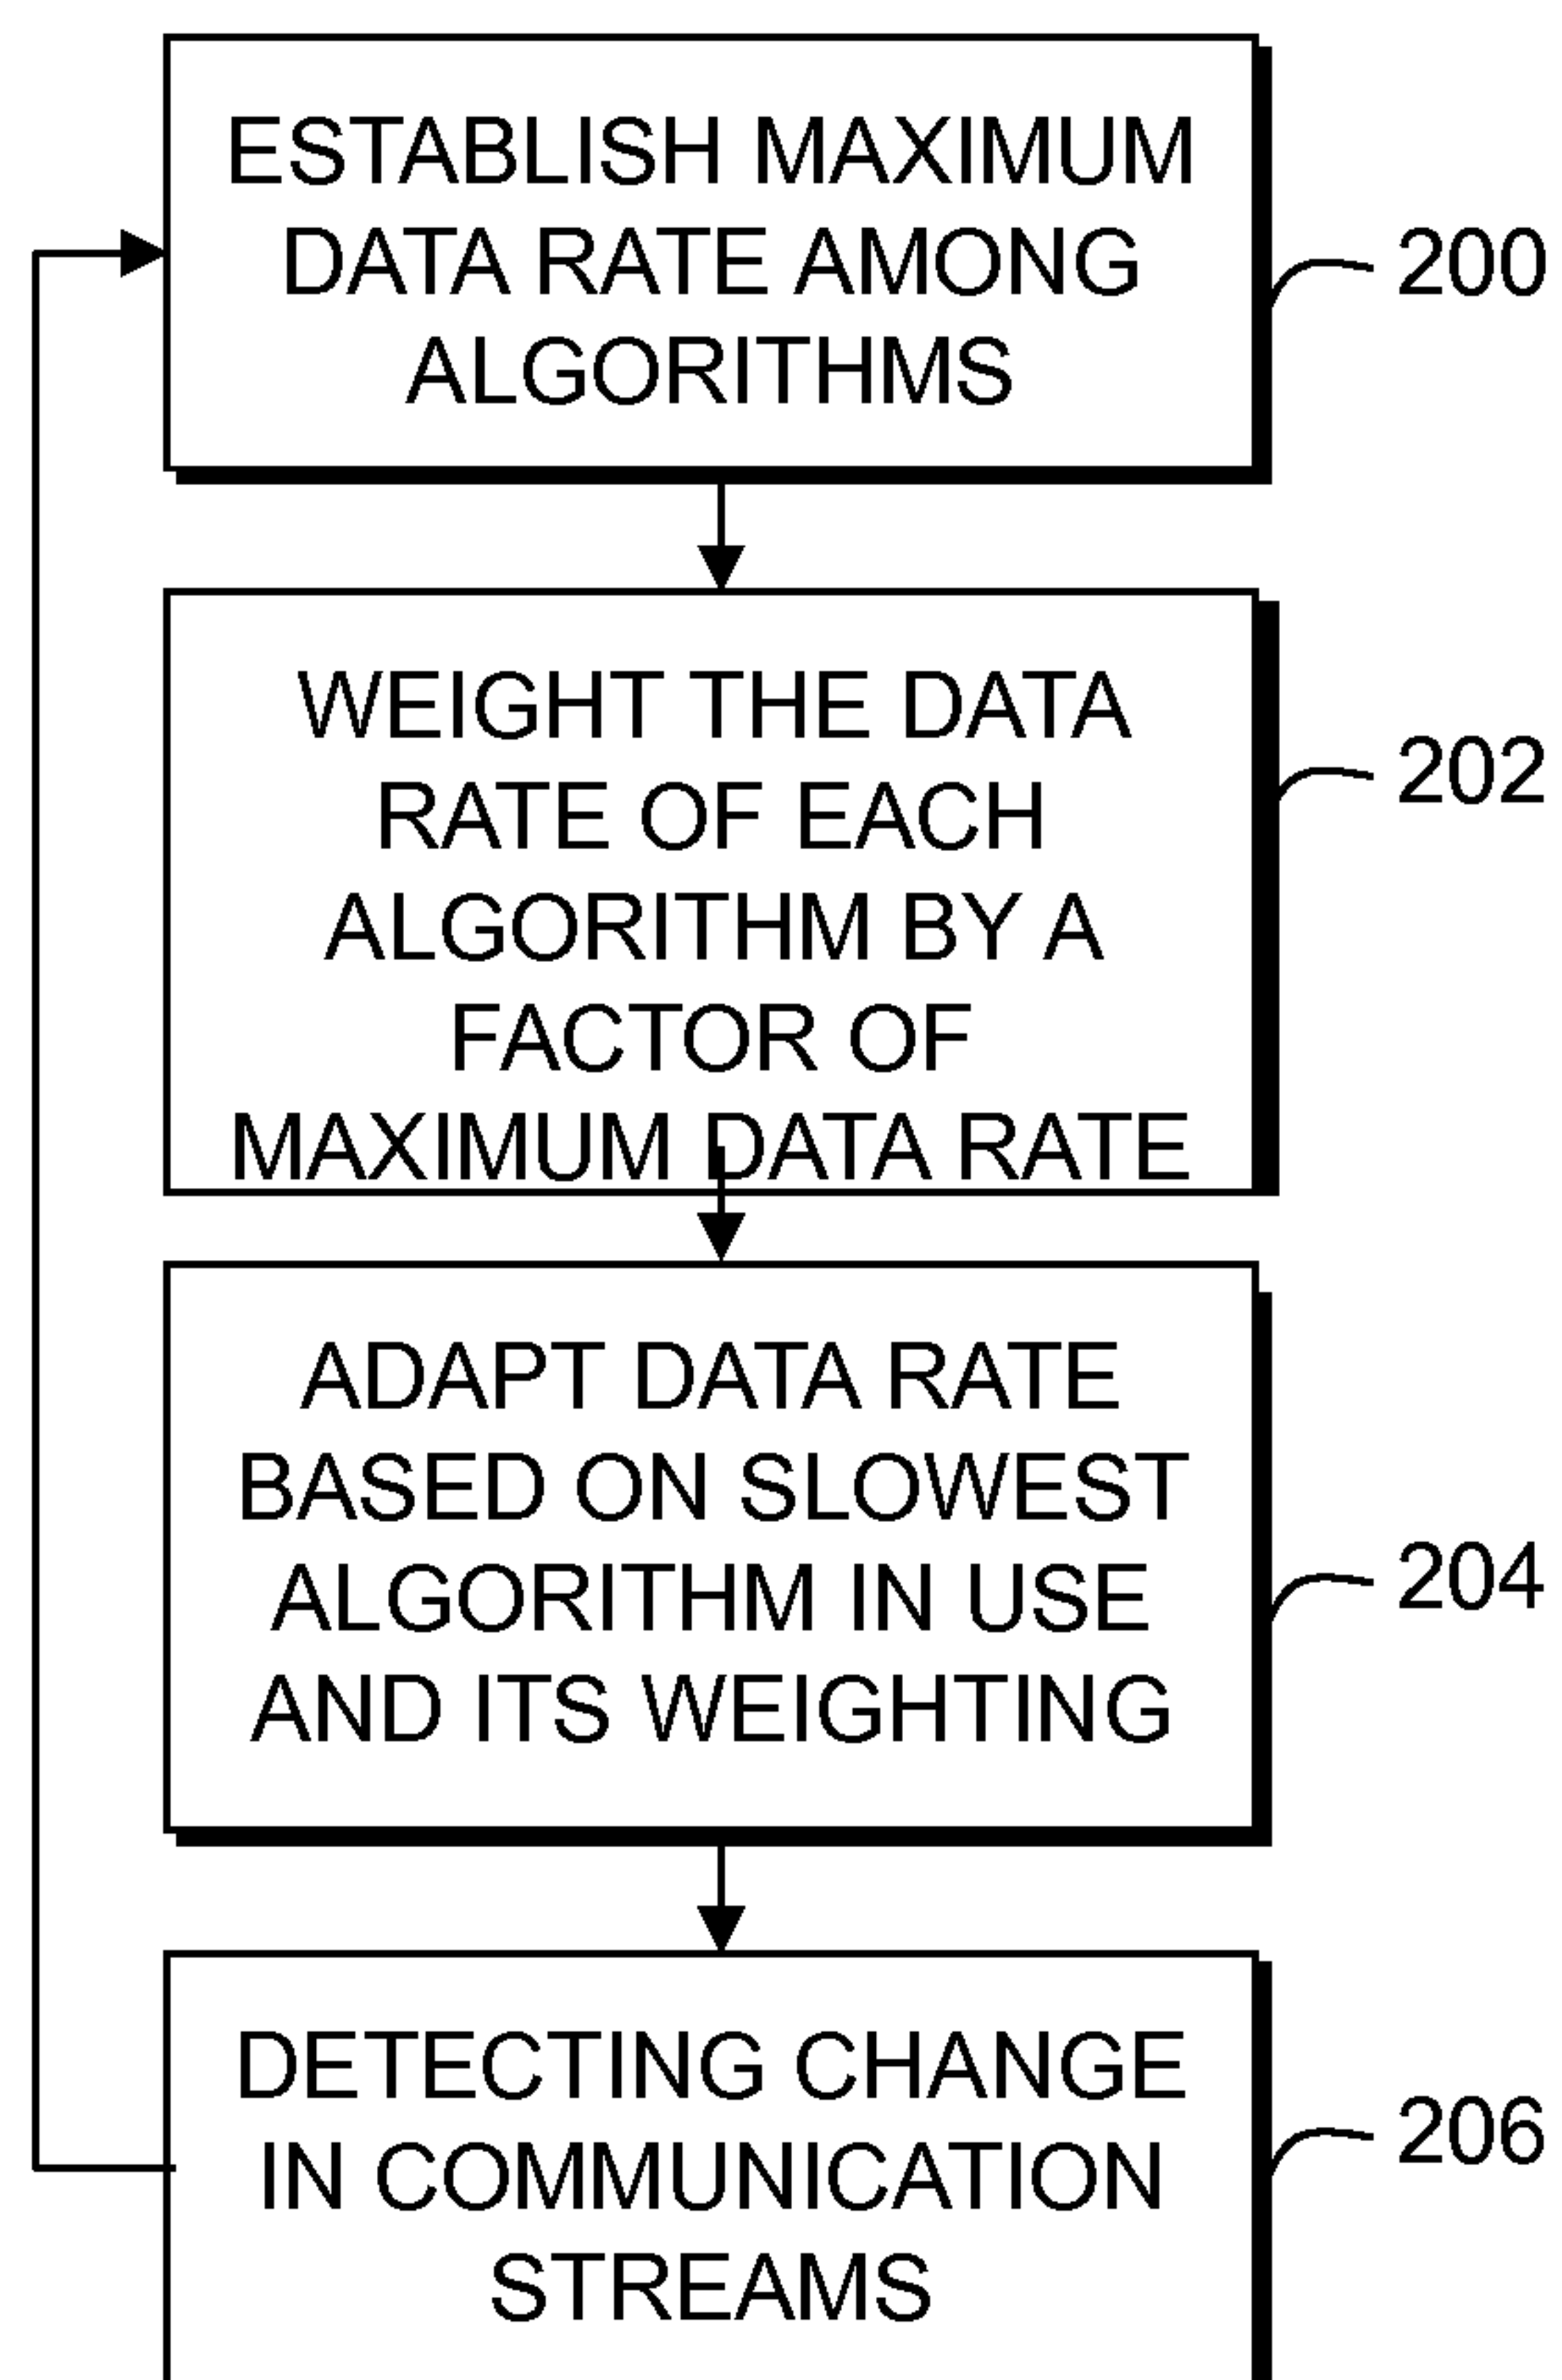 ESTABLISH MAXIMUM
DATA RATE AMONG
ALGORITHMS
200
WEIGHT THE DATA
RATE OF EACH
ALGORITHM BY A
FACTOR OF
MAXIMUM DATA RATE
202
ADAPT DATA RATE
BASED ON SLOWEST
ALGORITHM IN USE
AND ITS WEIGHTING
204
DETECTING CHANGE
IN COMMUNICATION
STREAMS
206